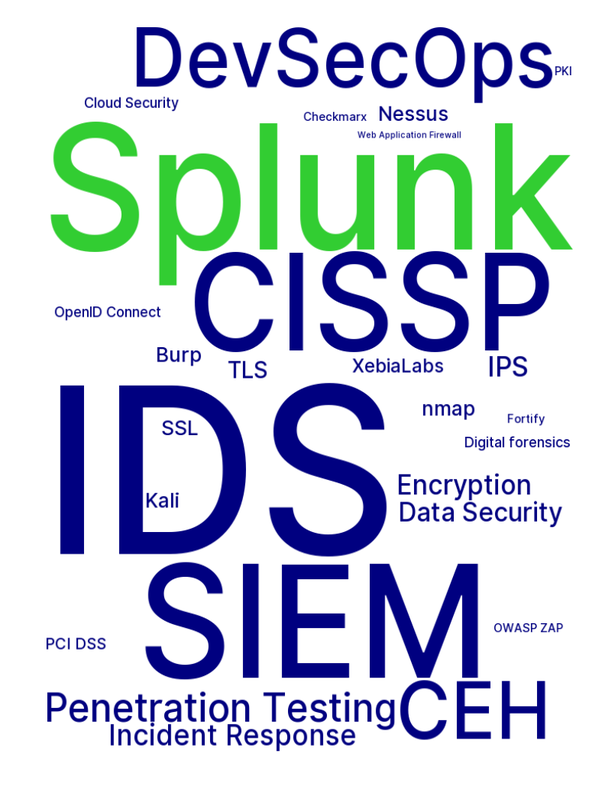 DevSecOps
PKI
Cloud Security
Checkmarx
Nessus
Web Application Firewall
Splunk
CISSP
OpenID Connect
Burp
TLS
XebiaLabs
IPS
IDS
nmap
Fortify
SSL
Digital forensics
Kali
Encryption
Data Security
SIEM
OWASP ZAP
PCI DSS
Penetration Testing
CEH
Incident Response